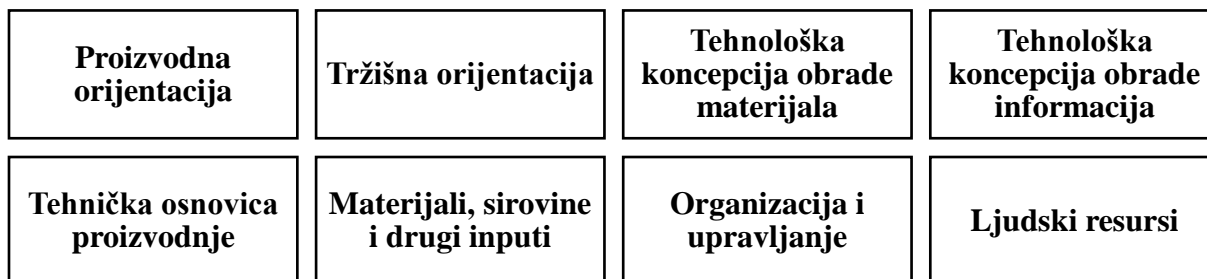 Proizvodna
orijentacija
Tržišna orijentacija
Tehnološka
koncepcija obrade
materijala
Tehnološka
koncepcija obrade
informacija
Tehnička osnovica
proizvodnje
Materijali, sirovine
i drugi inputi
Organizacija i
upravljanje
Ljudski resursi